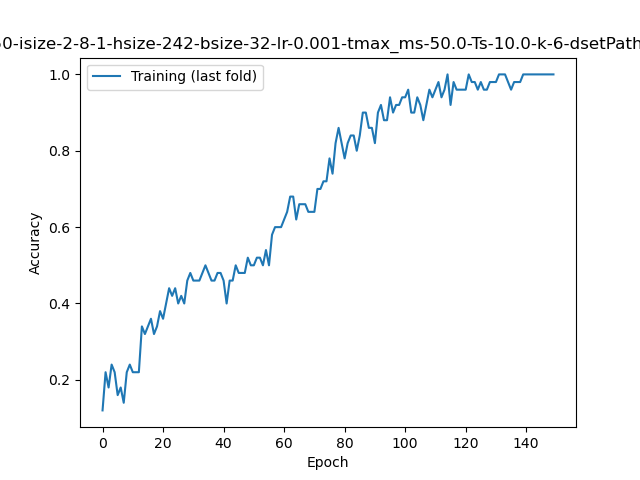 0-isize-2-8-1-hsize-242-bsize-32-lr-0.001-tmax_ms-50.0-Ts-10.0-k-6-dsetPath
Training (last fold)
1.0
0.8
0.6
0.4
0.2
Accuracy
0 20 40 60 80 100 120 140
Epoch